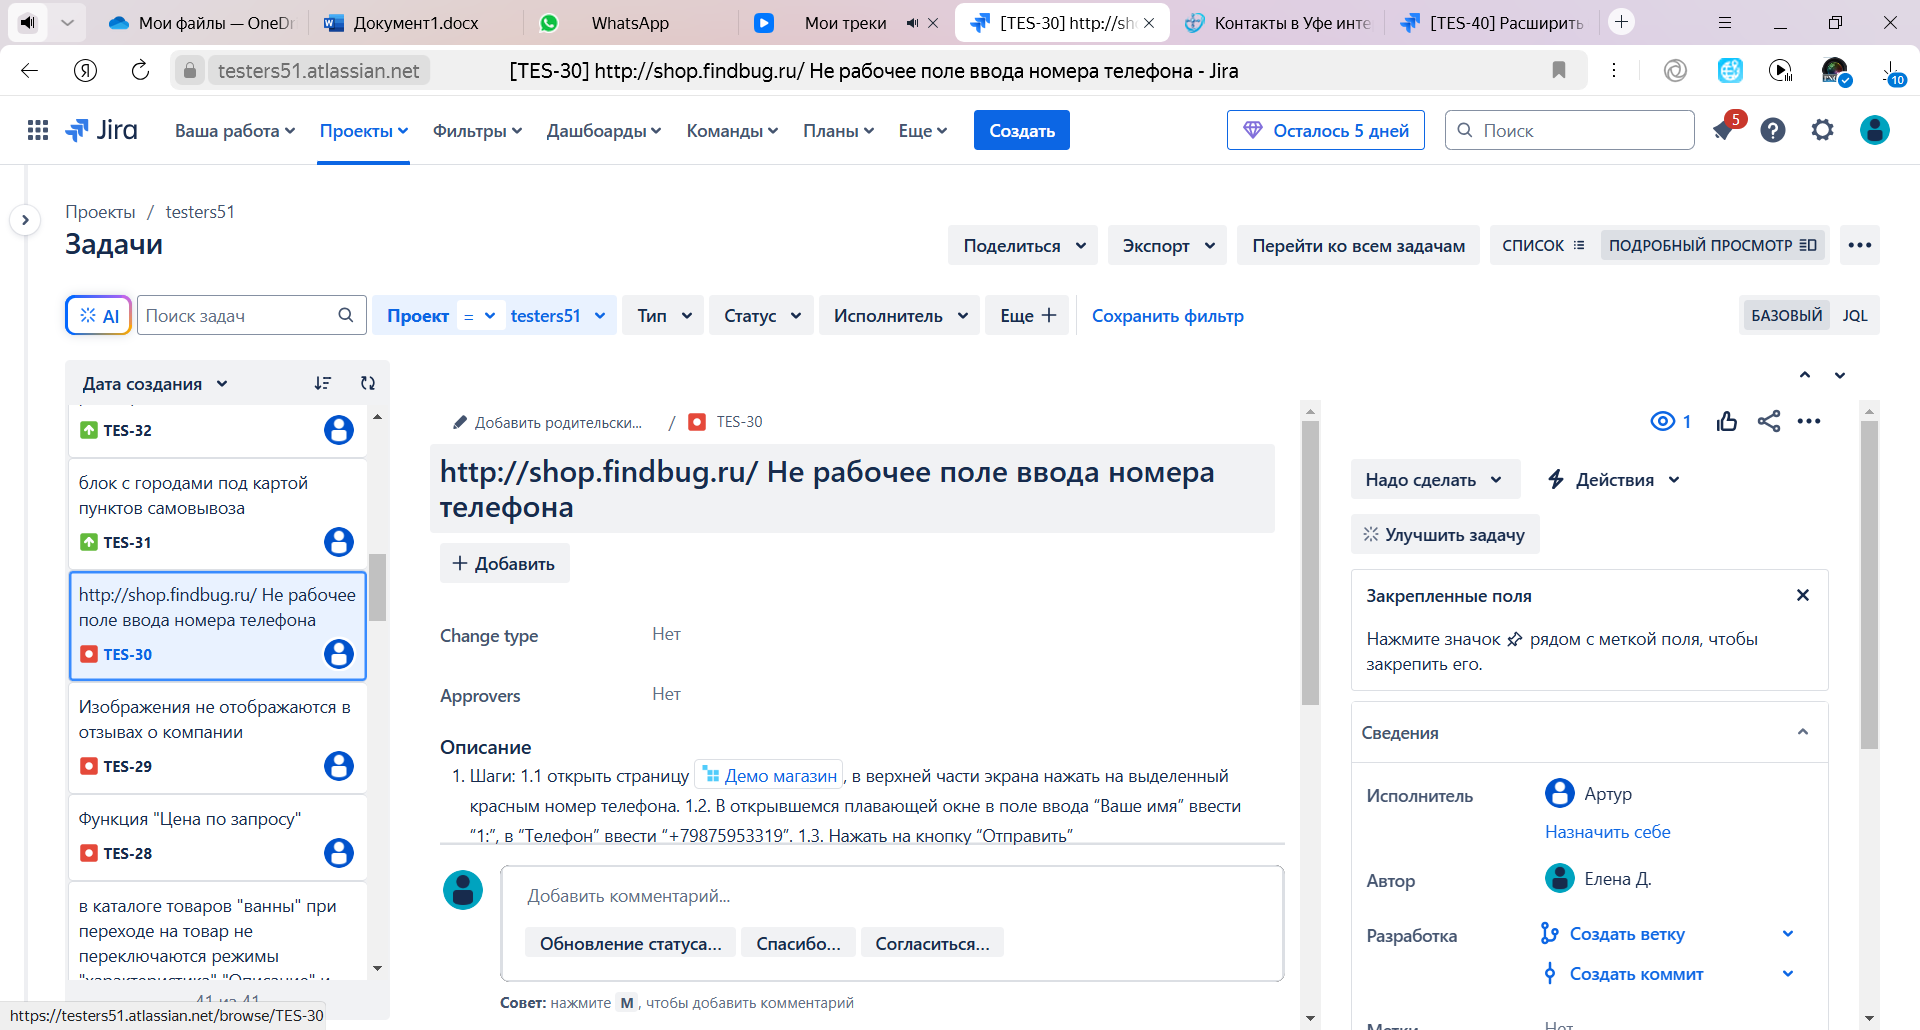 Мои файлы — OneDr
Документ1.docx
WhatsApp
Мои треки
[TES-30] http://sho
Контакты в Уфе инте
[TES-40] Расширить
testers51.atlassian.net
[TES-30] http://shop.findbug.ru/ Не рабочее поле ввода номера телефона - Jira
10
Jira
Ваша работа
Проекты
Фильтры
Дашборды
Команды
Планы
Еще
Создать
Осталось 5 дней
Поиск
5
Проекты / testers51
Задачи
Поделиться
Экспорт
Перейти ко всем задачам
СПИСОК
ПОДРОБНЫЙ ПРОСМОТР
AI
Поиск задач
Проект = testers51
Тип
Статус
Исполнитель
Еще
Сохранить фильтр
БАЗОВЫЙ
JQL
Дата создания
TES-32
блок с городами под картой
пунктов самовывоза
TES-31
http://shop.findbug.ru/ Не рабочее
поле ввода номера телефона
TES-30
Изображения не отображаются в
отзывах о компании
TES-29
Функция "Цена по запросу"
TES-28
в каталоге товаров "ванны" при
переходе на товар не
переключаются режимы
"характеристика" "Описание" и
41 из 41
https://testers51.atlassian.net/browse/TES-30
Добавить родительски... / TES-30
http://shop.findbug.ru/ Не рабочее поле ввода номера
телефона
Добавить
Change type Нет
Approvers Нет
Описание
1. Шаги: 1.1 открыть страницу Демо магазин, в верхней части экрана нажать на выделенный
красным номер телефона. 1.2. В открывшемся плавающей окне в поле ввода “Ваше имя” ввести
“1:”, в “Телефон” ввести “+79875953319”. 1.3. Нажать на кнопку “Отправить”
Добавить комментарий...
Обновление статуса...
Спасибо...
Согласиться...
Совет: нажмите M, чтобы добавить комментарий
1
Надо сделать
Действия
Улучшить задачу
Закрепленные поля
Нажмите значок рядом с меткой поля, чтобы
закрепить его.
Сведения
Исполнитель Артур
Назначить себе
Автор Елена Д.
Разработка Создать ветку
Создать коммит
Метки Нет